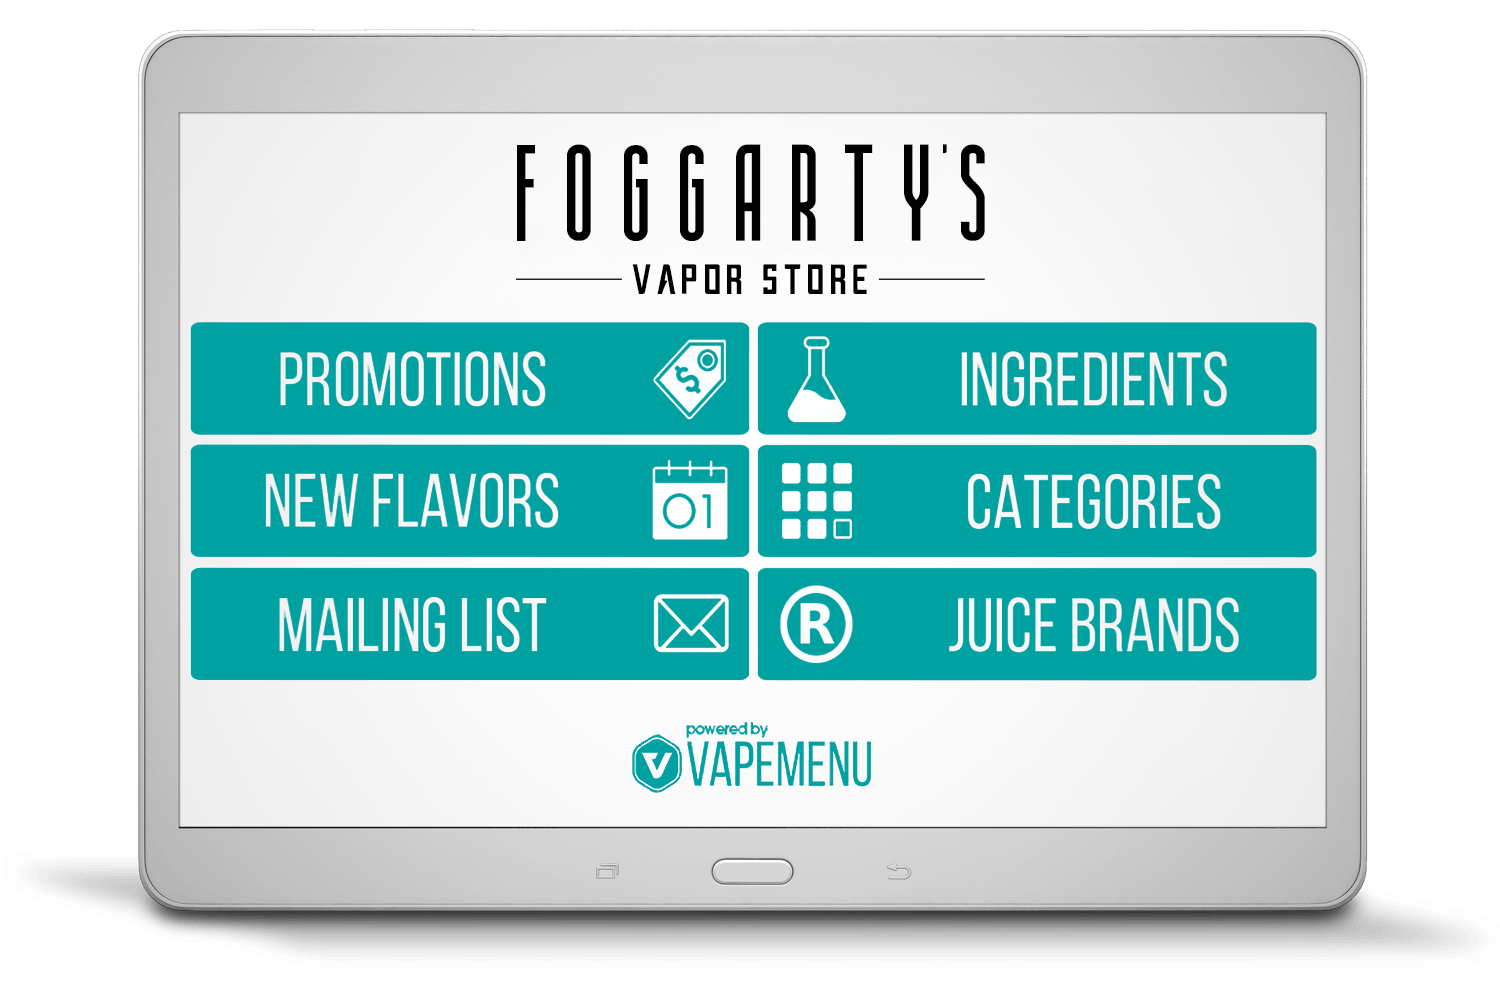 FOGGARTY'S
VAPOR STORE
PROMOTIONS
$
INGREDIENTS
NEW FLAVORS
01
CATEGORIES
MAILING LIST
®
JUICE BRANDS
powered by
V VAPEMENU